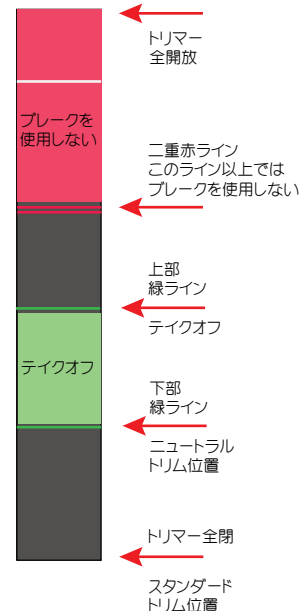 トリマー
全開放
ブレークを
使用しない
二重赤ライン
このライン以上では
ブレークを使用しない
上部
緑ライン
テイクオフ
テイクオフ
下部
緑ライン
ニュートラル
トリム位置
トリマー全閉
スタンダード
トリム位置